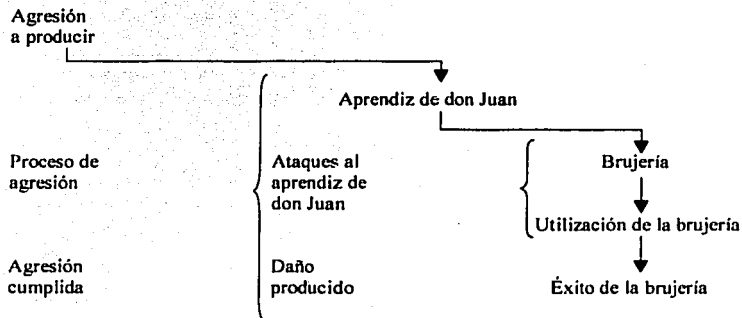 Agresión
a producir
Aprendiz de don Juan
Proceso de
agresión
Ataques al
aprendiz de
don Juan
Brujería
Utilización de la brujería
Agresión
cumplida
Daño
producido
Éxito de la brujería